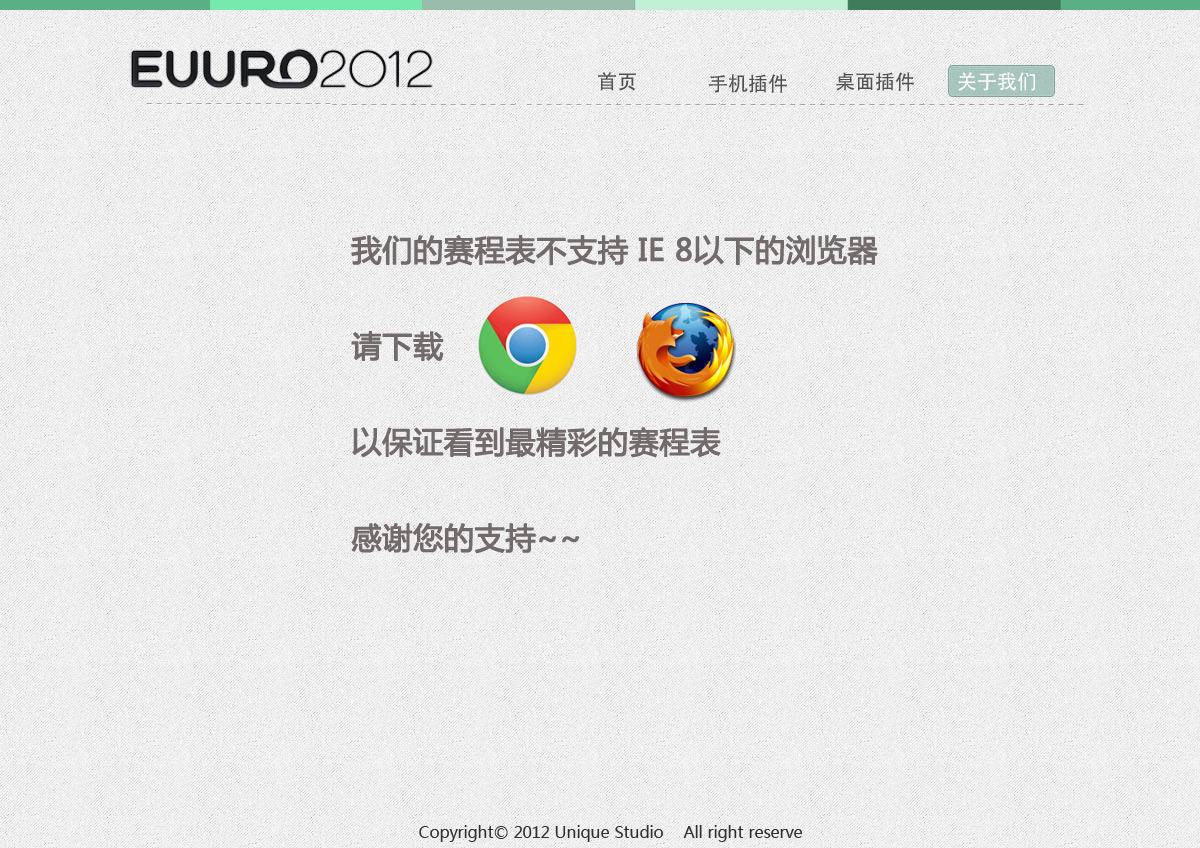 EUURO2012
首页 手机插件 桌面插件 关于我们
我们的赛程表不支持 IE 8以下的浏览器
请下载
以保证看到最精彩的赛程表
感谢您的支持~~
Copyright© 2012 Unique Studio All right reserve